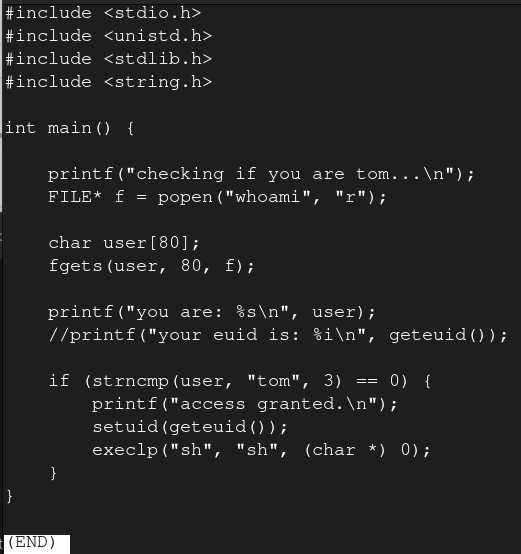 #include <stdio.h>
#include <unistd.h>
#include <stdlib.h>
#include <string.h>
int main() {
printf("checking if you are tom...\n");
FILE* f = popen("whoami", "r");
char user[80];
fgets(user, 80, f);
printf("you are: %s\n", user);
//printf("your euid is: %i\n", geteuid());
if (strncmp(user, "tom", 3) == 0) {
printf("access granted.\n");
setuid(geteuid());
execlp("sh", "sh", (char *) 0);
}
}
(END)